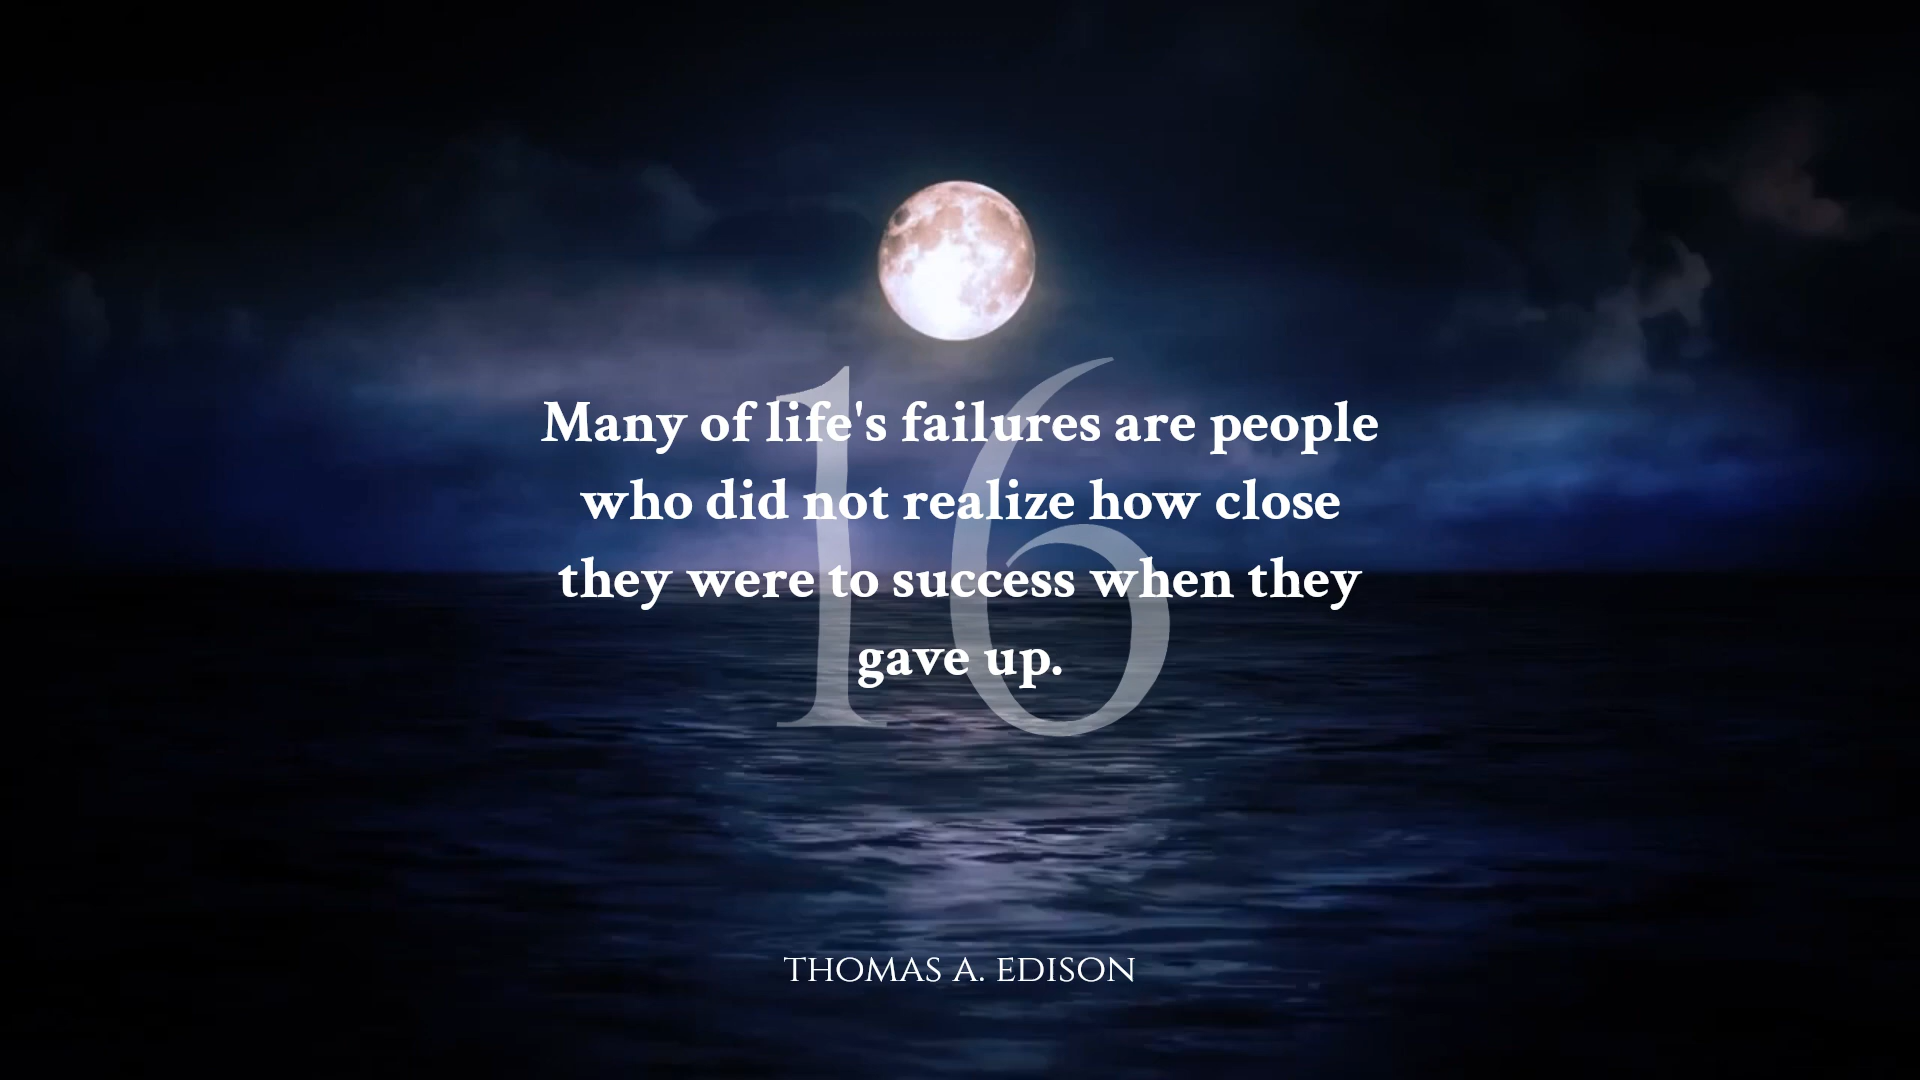 16
Many of life's failures are people
who did not realize how close
they were to success when they
gave up.
THOMAS A. EDISON